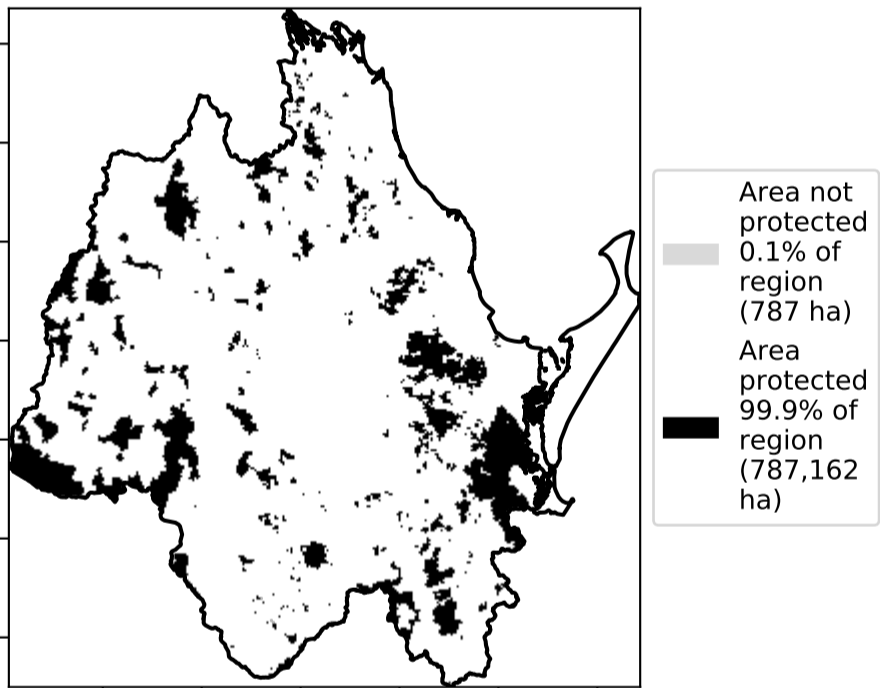 Area not
protected
0.1% of
region
(787 ha)
Area
protected
99.9% of
region
(787,162
ha)